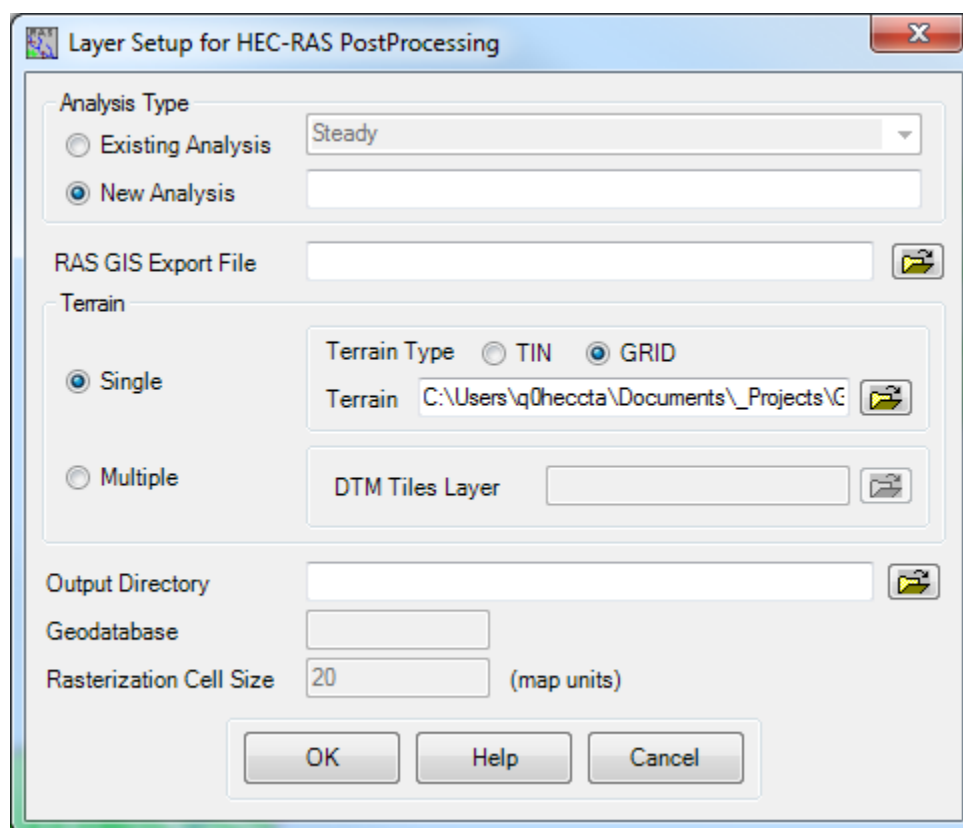 Layer Setup for HEC-RAS PostProcessing
Analysis Type
Existing Analysis Steady
New Analysis
RAS GIS Export File
Terrain
Single
Terrain Type TIN GRID
Terrain C:\Users\q0heccta\Documents\_Projects\G
Multiple
DTM Tiles Layer
Output Directory
Geodatabase
Rasterization Cell Size 20 (map units)
OK Help Cancel